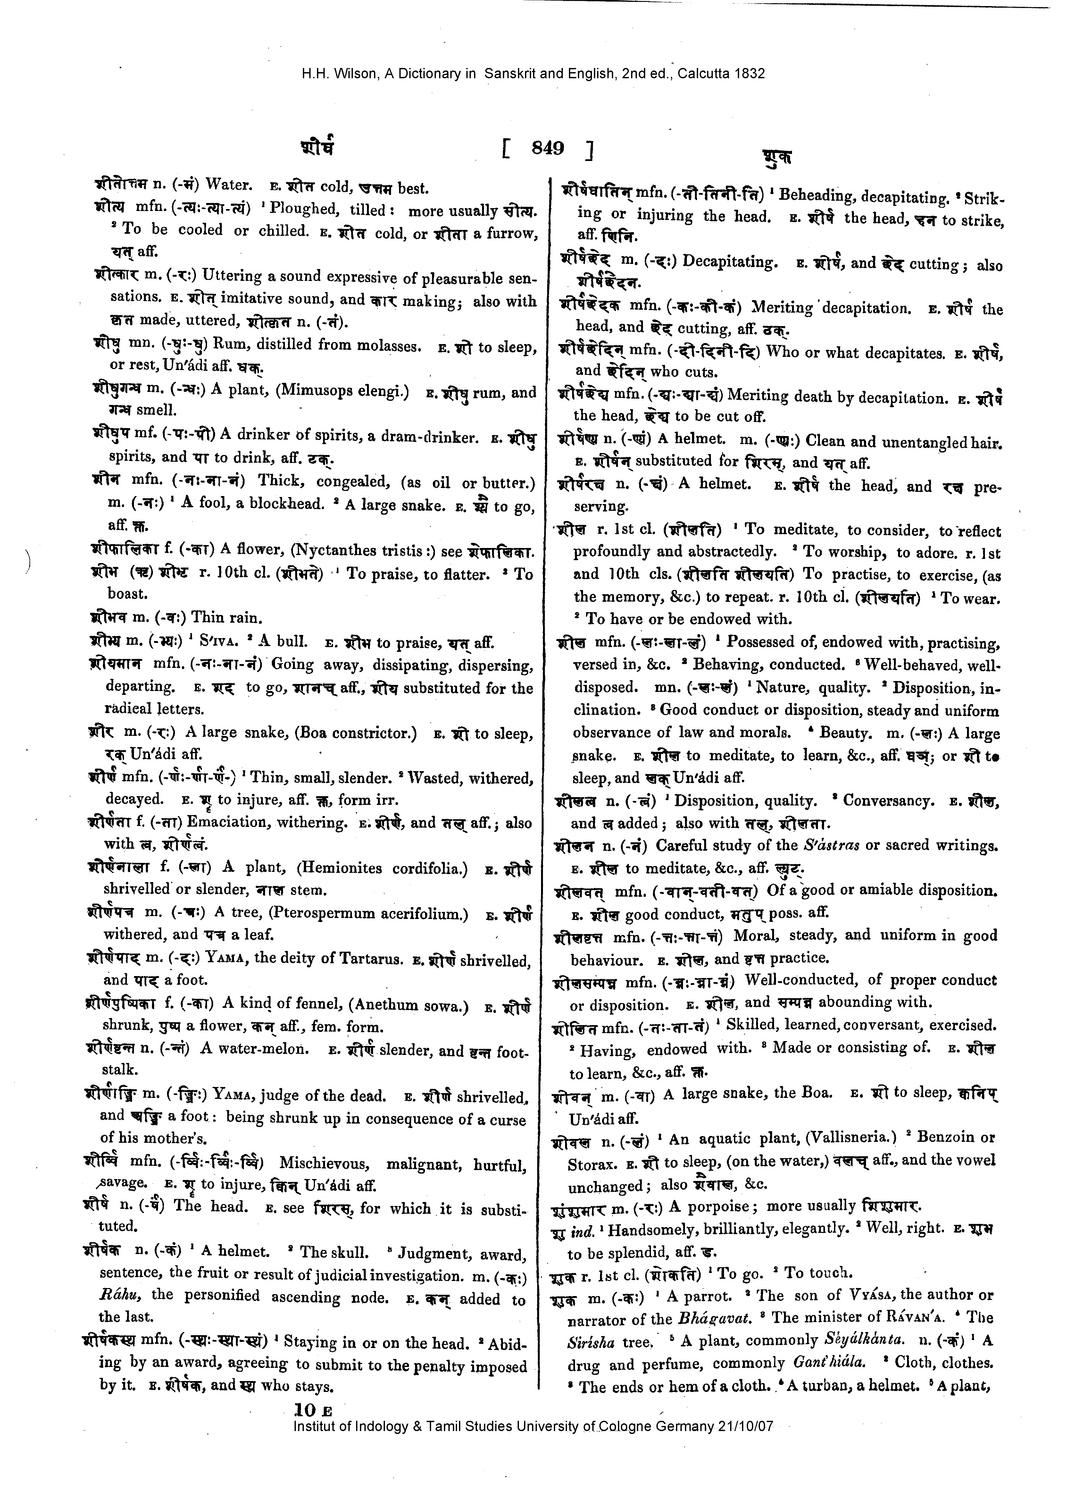 H.H. Wilson, A Dictionary in Sanskrit and English, 2nd ed., Calcutta 1832
शीर्ष [ 849 ] शुक
शीतोत्तम n. (-मं) Water. E. शीत cold, उत्तम best.
शीत्य mfn. (-त्यः-त्या-त्यं) ¹ Ploughed, tilled: more usually सीत्य.
² To be cooled or chilled. E. शीत cold, or शीता a furrow,
यत् aff.
शीत्कार m. (-रः) Uttering a sound expressive of pleasurable sen-
sations. E. शीत् imitative sound, and कार making; also with
कृत made, uttered, शीत्कृत n. (-तं).
शीधु mn. (-धुः-धु) Rum, distilled from molasses. E. शी to sleep,
or rest, Un'ádi aff. धक्.
शीधुगन्ध m. (-न्धः) A plant, (Mimusops elengi.) E. शीधु rum, and
गन्ध smell.
शीधुप mf. (-पः-पी) A drinker of spirits, a dram-drinker. E. शीधु
spirits, and पा to drink, aff. टक्.
शीन mfn. (-नः-ना-नं) Thick, congealed, (as oil or butter.)
m. (-नः) ¹ A fool, a blockhead. ² A large snake. E. श्यै to go,
aff. क्त.
शीफालिका f. (-का) A flower, (Nyctanthes tristis:) see शेफालिका.
शीभ (ऋ) शीभृ r. 10th cl. (शीभते) ¹ To praise, to flatter. ² To
boast.
शीभव m. (-वः) Thin rain.
शीभ्य m. (-भ्यः) ¹ S'IVA. ² A bull. E. शीभ to praise, यत् aff.
शीयमान mfn. (-नः-ना-नं) Going away, dissipating, dispersing,
departing. E. शद to go, शानच् aff., शीय substituted for the
radical letters.
शीर m. (-रः) A large snake, (Boa constrictor.) E. शी to sleep,
रक् Un'ádi aff.
शीर्ण mfn. (-र्णः-र्णा-र्ण-) ¹ Thin, small, slender. ² Wasted, withered,
decayed. E. शॄ to injure, aff. क्त, form irr.
शीर्णता f. (-ता) Emaciation, withering. E. शीर्ण, and तल् aff.; also
with त्व, शीर्णत्वं.
शीर्णनाला f. (-ला) A plant, (Hemionites cordifolia.) E. शीर्ण
shrivelled or slender, नाल stem.
शीर्णपत्र m. (-त्रः) A tree, (Pterospermum acerifolium.) E. शीर्ण
withered, and पत्र a leaf.
शीर्णपाद m. (-दः) YAMA, the deity of Tartarus. E. शीर्ण shrivelled,
and पाद a foot.
शीर्णपुष्पिका f. (-का) A kind of fennel, (Anethum sowa.) E. शीर्ण
shrunk, पुष्प a flower, कन् aff., fem. form.
शीर्णवृन्त n. (-न्तं) A water-melon. E. शीर्ण slender, and वृन्त foot-
stalk.
शीर्णाङ्घ्रि m. (-ङ्घ्रिः) YAMA, judge of the dead. E. शीर्ण shrivelled,
and अङ्घ्रि a foot: being shrunk up in consequence of a curse
of his mother's.
शीर्व्वि mfn. (-र्व्विः-र्व्विः-र्व्वि) Mischievous, malignant, hurtful,
savage. E. शॄ to injure, क्विन् Un'ádi aff.
शीर्ष n. (-र्षं) The head. E. see शिरस्, for which it is substi-
tuted.
शीर्षक n. (-कं) ¹ A helmet. ² The skull. ³ Judgment, award,
sentence, the fruit or result of judicial investigation. m. (-कः)
Ráhu, the personified ascending node. E. कन् added to
the last.
शीर्षकस्थ mfn. (-स्थः-स्था-स्थं) ¹ Staying in or on the head. ² Abid-
ing by an award, agreeing to submit to the penalty imposed
by it. E. शीर्षक, and स्थ who stays.
10 E
शीर्षघातिन् mfn. (-ती-तिनी-ति) ¹ Beheading, decapitating. ² Strik-
ing or injuring the head. E. शीर्ष the head, हन to strike,
aff. णिनि.
शीर्षच्छेद m. (-दः) Decapitating. E. शीर्ष, and छेद cutting; also
शीर्षच्छेदन.
शीर्षच्छेदक mfn. (-कः-की-कं) Meriting decapitation. E. शीर्ष the
head, and छेद cutting, aff. ठक्.
शीर्षच्छेदिन् mfn. (-दी-दिनी-दि) Who or what decapitates. E. शीर्ष,
and छेदिन् who cuts.
शीर्षच्छेद्य mfn. (-द्यः-द्या-द्यं) Meriting death by decapitation. E. शीर्ष
the head, छेद्य to be cut off.
शीर्षण्य n. (-ण्यं) A helmet. m. (-ण्यः) Clean and unentangled hair.
E. शीर्षन् substituted for शिरस्, and यत् aff.
शीर्षरक्ष n. (-क्षं) A helmet. E. शीर्ष the head, and रक्ष pre-
serving.
शील r. 1st cl. (शीलति) ¹ To meditate, to consider, to reflect
profoundly and abstractedly. ² To worship, to adore. r. 1st
and 10th cls. (शीलति शीलयति) To practise, to exercise, (as
the memory, &c.) to repeat. r. 10th cl. (शीलयति) ¹ To wear.
² To have or be endowed with.
शील mfn. (-लः-ला-लं) ¹ Possessed of, endowed with, practising,
versed in, &c. ² Behaving, conducted. ³ Well-behaved, well-
disposed. mn. (-लः-लं) ¹ Nature, quality. ² Disposition, in-
clination. ³ Good conduct or disposition, steady and uniform
observance of law and morals. ⁴ Beauty. m. (-लः) A large
snake. E. शील to meditate, to learn, &c., aff. घञ्; or शी to
sleep, and लक् Un'ádi aff.
शीलत्व n. (-त्वं) ¹ Disposition, quality. ² Conversancy. E. शील,
and त्व added; also with तल्, शीलता.
शीलन n. (-नं) Careful study of the S'ástras or sacred writings.
E. शील to meditate, &c., aff. ल्युट्.
शीलवत् mfn. (-वान्-वती-वत्) Of a good or amiable disposition.
E. शील good conduct, मतुप् poss. aff.
शीलवृत्त mfn. (-त्तः-त्ता-त्तं) Moral, steady, and uniform in good
behaviour. E. शील, and वृत्त practice.
शीलसम्पन्न mfn. (-न्नः-न्ना-न्नं) Well-conducted, of proper conduct
or disposition. E. शील, and सम्पन्न abounding with.
शीलित mfn. (-तः-ता-तं) ¹ Skilled, learned, conversant, exercised.
² Having, endowed with. ³ Made or consisting of. E. शील
to learn, &c., aff. क्त.
शीवन् m. (-वा) A large snake, the Boa. E. शी to sleep, क्वनिप्
Un'ádi aff.
शीवल n. (-लं) ¹ An aquatic plant, (Vallisneria.) ² Benzoin or
Storax. E. शी to sleep, (on the water,) वलच् aff., and the vowel
unchanged; also शैवाल, &c.
शुंशुमार m. (-रः) A porpoise; more usually शिशुमार.
शु ind. ¹ Handsomely, brilliantly, elegantly. ² Well, right. E. शुभ
to be splendid, aff. ड.
शुक r. 1st cl. (शोकति) ¹ To go. ² To touch.
शुक m. (-कः) ¹ A parrot. ² The son of VYÁSA, the author or
narrator of the Bhágavat. ³ The minister of RÁVAN'A. ⁴ The
Sirísha tree. ⁵ A plant, commonly Séyálkánta. n. (-कं) ¹ A
drug and perfume, commonly Gant'hiála. ² Cloth, clothes.
³ The ends or hem of a cloth. ⁴ A turban, a helmet. ⁵ A plant,
Institut of Indology & Tamil Studies University of Cologne Germany 21/10/07